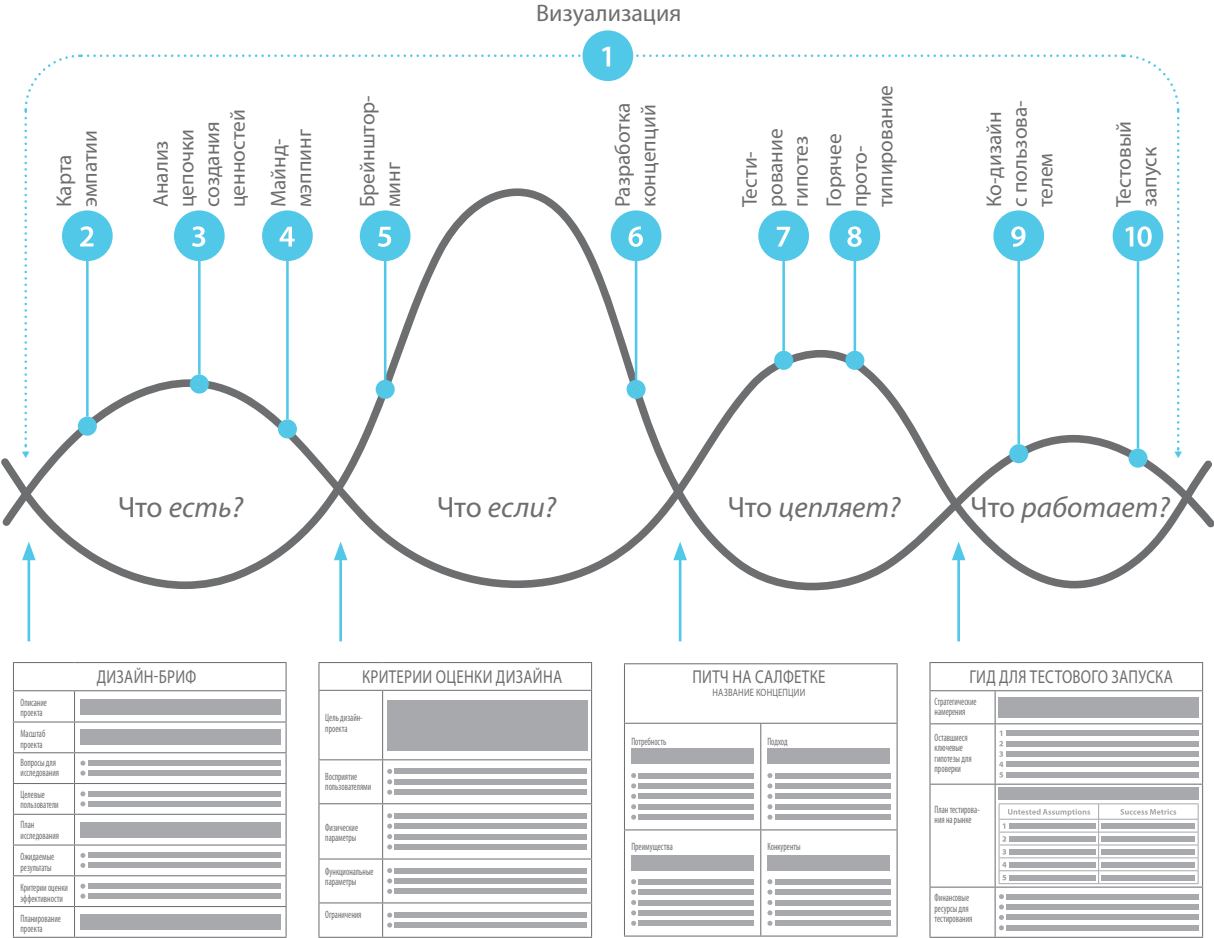 Визуализация
1
Карта
эмпатии
2
Анализ
цепочки
создания
ценностей
3
Майнд-
мэппинг
4
Брейнштор-
минг
5
Разработка
концепций
6
Тести-
рование
гипотез
7
Горячее
прото-
типирование
8
Ко-дизайн
с пользова-
телем
9
Тестовый
запуск
10
Что есть?
Что если?
Что цепляет?
Что работает?
ДИЗАЙН-БРИФ
Описание
проекта
Масштаб
проекта
Вопросы для
исследования
Целевые
пользователи
План
исследования
Ожидаемые
результаты
Критерии оценки
эффективности
Планирование
проекта
КРИТЕРИИ ОЦЕНКИ ДИЗАЙНА
Цель дизайн-
проекта
Восприятие
пользователями
Физические
параметры
Функциональные
параметры
Ограничения
ПИТЧ НА САЛФЕТКЕ
НАЗВАНИЕ КОНЦЕПЦИИ
Потребность
Подход
Преимущества
Конкуренты
ГИД ДЛЯ ТЕСТОВОГО ЗАПУСКА
Стратегические
намерения
Оставшиеся
ключевые
гипотезы для
проверки
1
2
3
4
5
План тестирова-
ния на рынке
Untested Assumptions Success Metrics
1
2
3
4
5
Финансовые
ресурсы для
тестирования